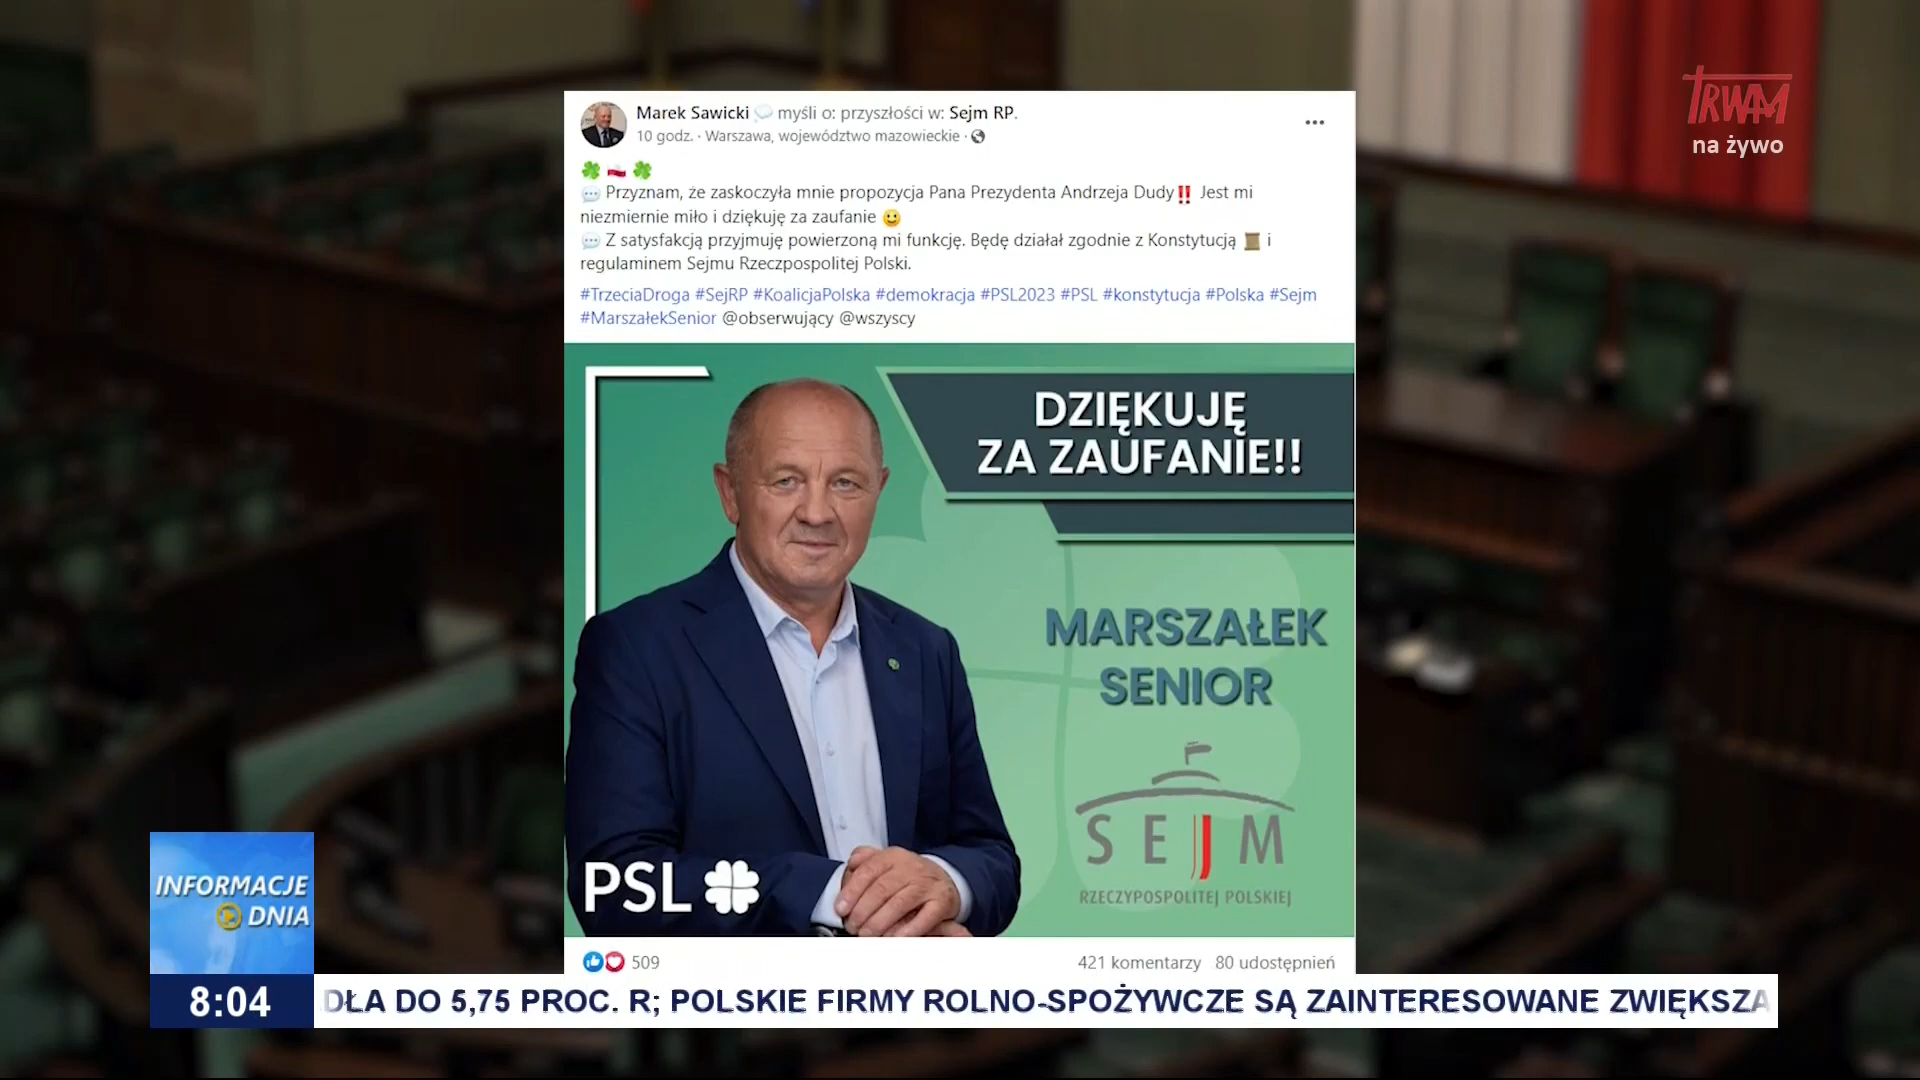 TRWAM
na żywo
Marek Sawicki 💭 myśli o: przyszłości w: Sejm RP.
10 godz. · Warszawa, województwo mazowieckie ·
🍀 🇵🇱 🍀
💬 Przyznam, że zaskoczyła mnie propozycja Pana Prezydenta Andrzeja Dudy‼️ Jest mi
niezmiernie miło i dziękuję za zaufanie 🙂
💬 Z satysfakcją przyjmuję powierzoną mi funkcję. Będę działał zgodnie z Konstytucją 📜 i
regulaminem Sejmu Rzeczpospolitej Polski.
#TrzeciaDroga #SejRP #KoalicjaPolska #demokracja #PSL2023 #PSL #konstytucja #Polska #Sejm
#MarszałekSenior @obserwujący @wszyscy
DZIĘKUJĘ
ZA ZAUFANIE!!
MARSZAŁEK
SENIOR
SEJM
RZECZYPOSPOLITEJ POLSKIEJ
PSL
509
421 komentarzy 80 udostępnień
INFORMACJE
DNIA
8:04
DŁA DO 5,75 PROC. R; POLSKIE FIRMY ROLNO-SPOŻYWCZE SĄ ZAINTERESOWANE ZWIĘKSZA